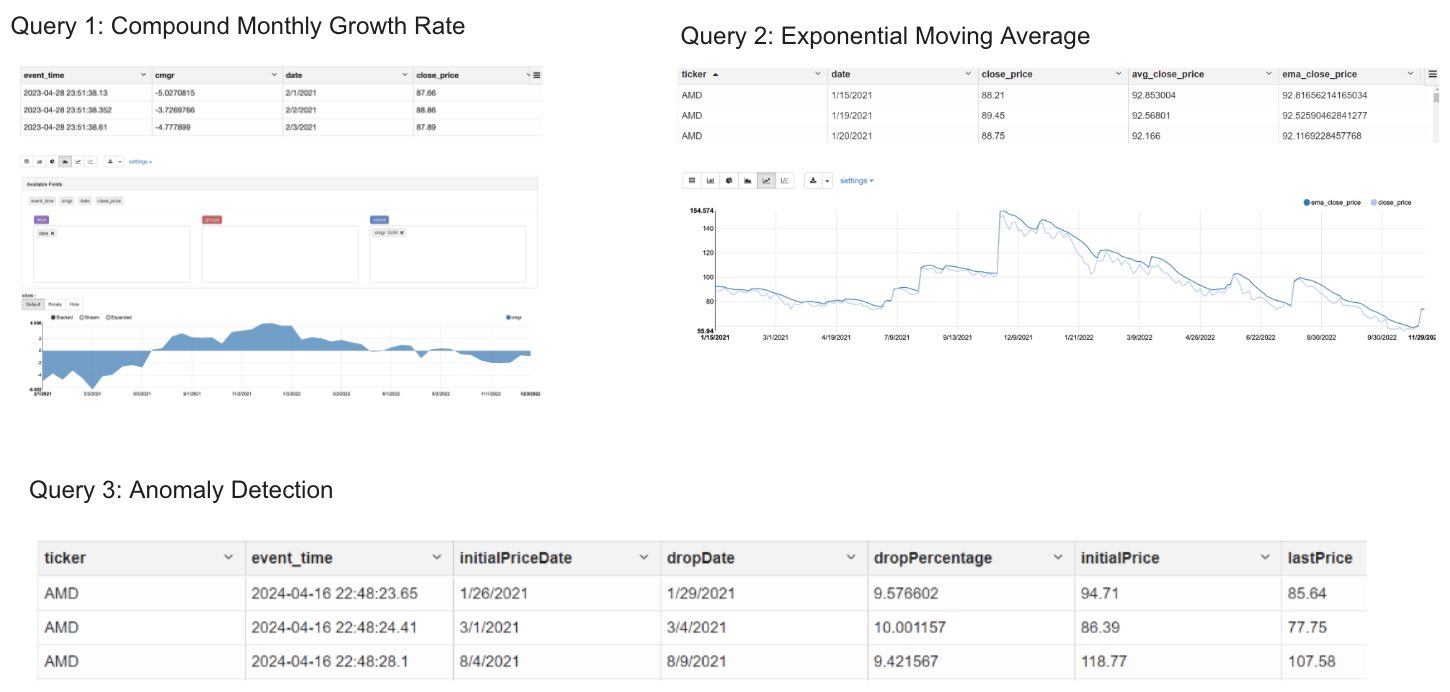 Query 1: Compound Monthly Growth Rate
event_time cmgr date close_price
2023-04-28 23:51:38.13 -5.0270815 2/1/2021 87.66
2023-04-28 23:51:38.352 -3.7269766 2/2/2021 88.86
2023-04-28 23:51:38.61 -4.777899 2/3/2021 87.89
settings
Available Fields
event_time cmgr date close_price
keys groups values
date cmgr SUM
xAxis :
Default Rotate Hide
Stacked Stream Expanded
cmgr
2
0
-2
-4
2/1/2021 3/3/2021 9/1/2021 11/2/2021 1/3/2022 3/2/2022 6/2/2022 11/1/2022 12/2/2022
Query 2: Exponential Moving Average
ticker date close_price avg_close_price ema_close_price
AMD 1/15/2021 88.21 92.853004 92.81656214165034
AMD 1/19/2021 89.45 92.56801 92.52590462841277
AMD 1/20/2021 88.75 92.166 92.1169228457768
settings
ema_close_price close_price
154.574
140
120
100
80
55.94
1/15/2021 3/1/2021 4/19/2021 7/9/2021 9/13/2021 12/9/2021 1/21/2022 3/9/2022 4/26/2022 6/22/2022 8/30/2022 9/30/2022 11/29/202
Query 3: Anomaly Detection
ticker event_time initialPriceDate dropDate dropPercentage initialPrice lastPrice
AMD 2024-04-16 22:48:23.65 1/26/2021 1/29/2021 9.576602 94.71 85.64
AMD 2024-04-16 22:48:24.41 3/1/2021 3/4/2021 10.001157 86.39 77.75
AMD 2024-04-16 22:48:28.1 8/4/2021 8/9/2021 9.421567 118.77 107.58